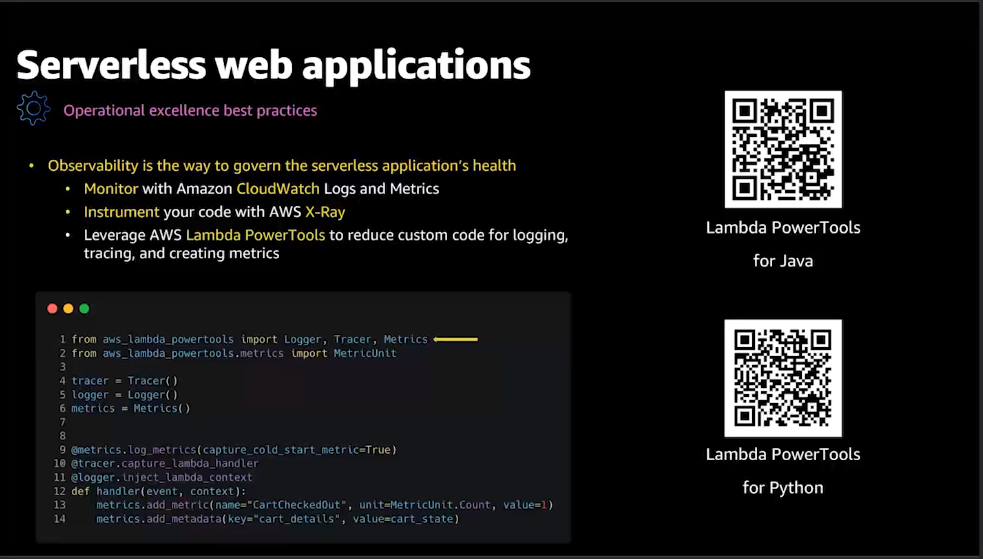 Serverless web applications
Operational excellence best practices
• Observability is the way to govern the serverless application's health
• Monitor with Amazon CloudWatch Logs and Metrics
• Instrument your code with AWS X-Ray
• Leverage AWS Lambda PowerTools to reduce custom code for logging,
tracing, and creating metrics
1 from aws_lambda_powertools import Logger, Tracer, Metrics
2 from aws_lambda_powertools.metrics import MetricUnit
3
4 tracer = Tracer()
5 logger = Logger()
6 metrics = Metrics()
7
8
9 @metrics.log_metrics(capture_cold_start_metric=True)
10 @tracer.capture_lambda_handler
11 @logger.inject_lambda_context
12 def handler(event, context):
13     metrics.add_metric(name="CartCheckedOut", unit=MetricUnit.Count, value=1)
14     metrics.add_metadata(key="cart_details", value=cart_state)
Lambda PowerTools
for Java
Lambda PowerTools
for Python